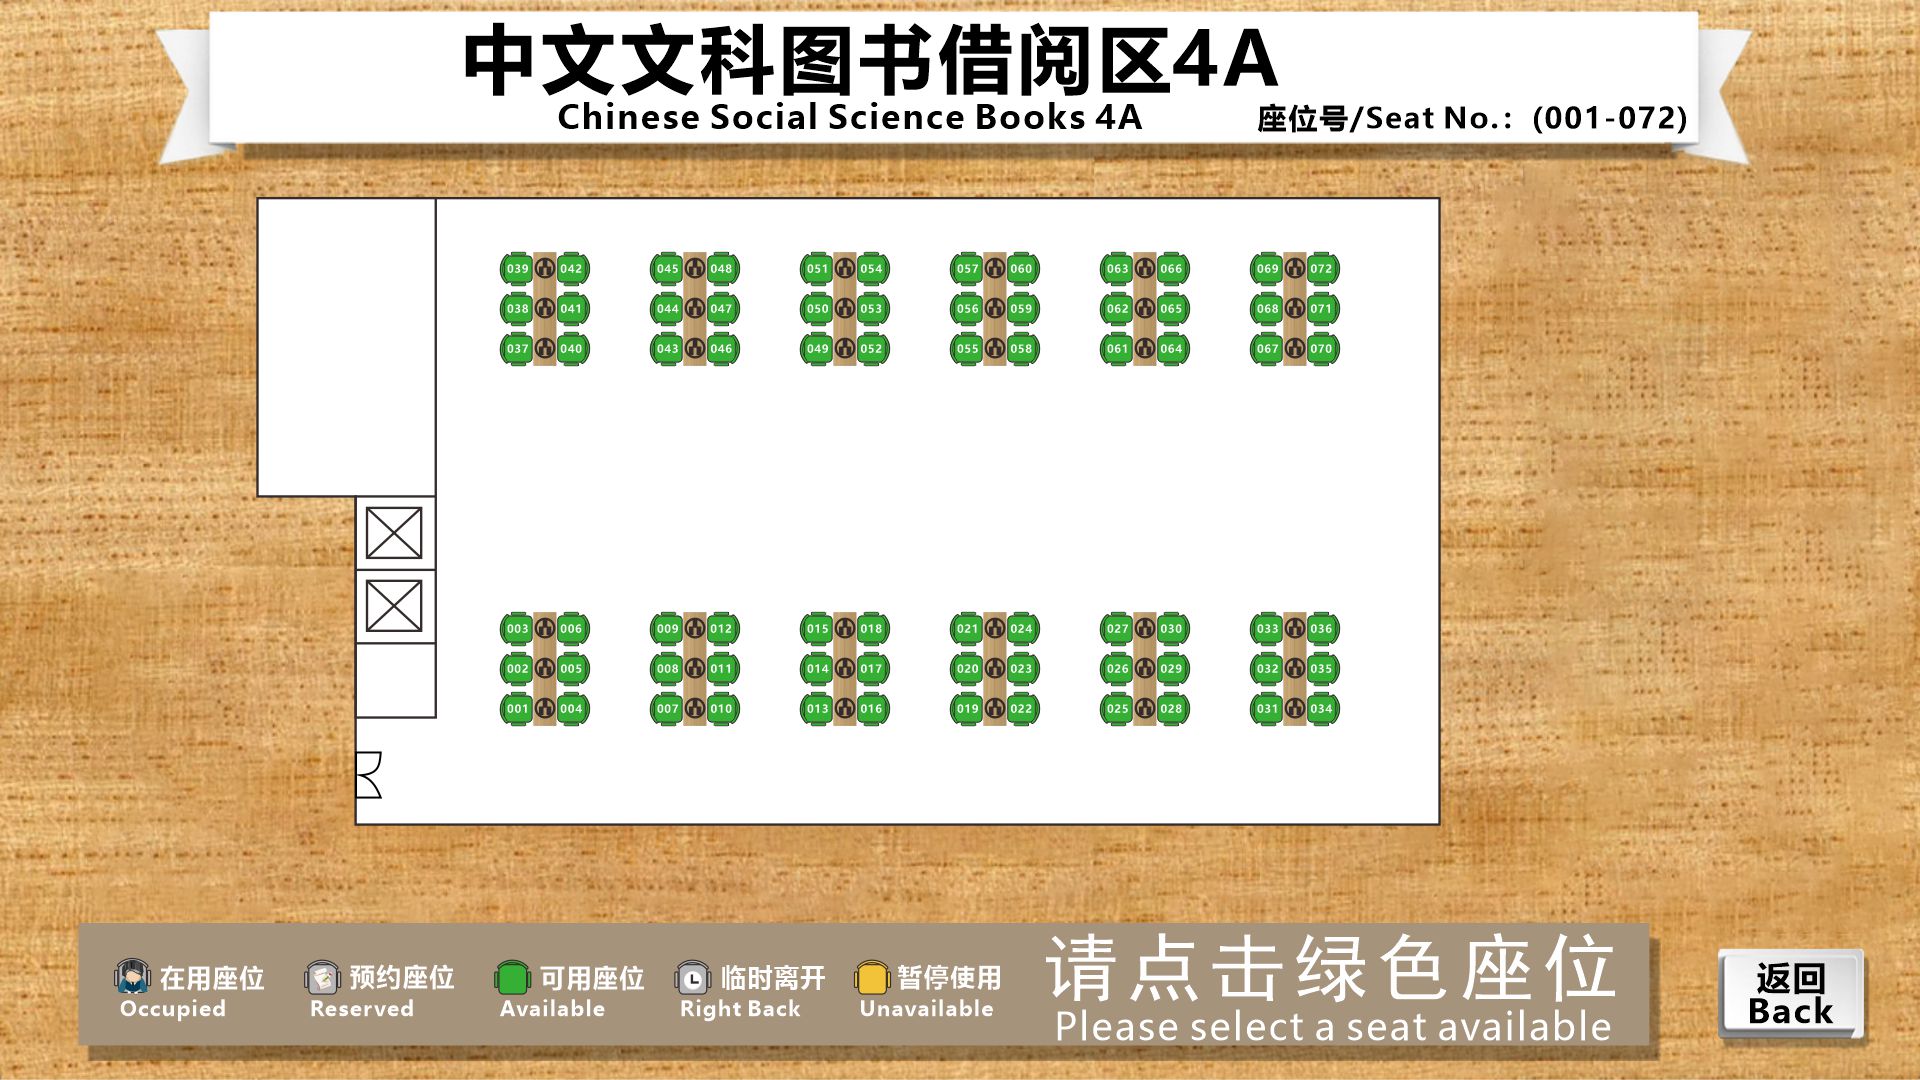 中文文科图书借阅区4A
Chinese Social Science Books 4A
座位号/Seat No.: (001-072)
039 042 045 048 051 054 057 060 063 066 069 072
038 041 044 047 050 053 056 059 062 065 068 071
037 040 043 046 049 052 055 058 061 064 067 070
003 006 009 012 015 018 021 024 027 030 033 036
002 005 008 011 014 017 020 023 026 029 032 035
001 004 007 010 013 016 019 022 025 028 031 034
在用座位
Occupied
预约座位
Reserved
可用座位
Available
临时离开
Right Back
暂停使用
Unavailable
请点击绿色座位
Please select a seat available
返回
Back